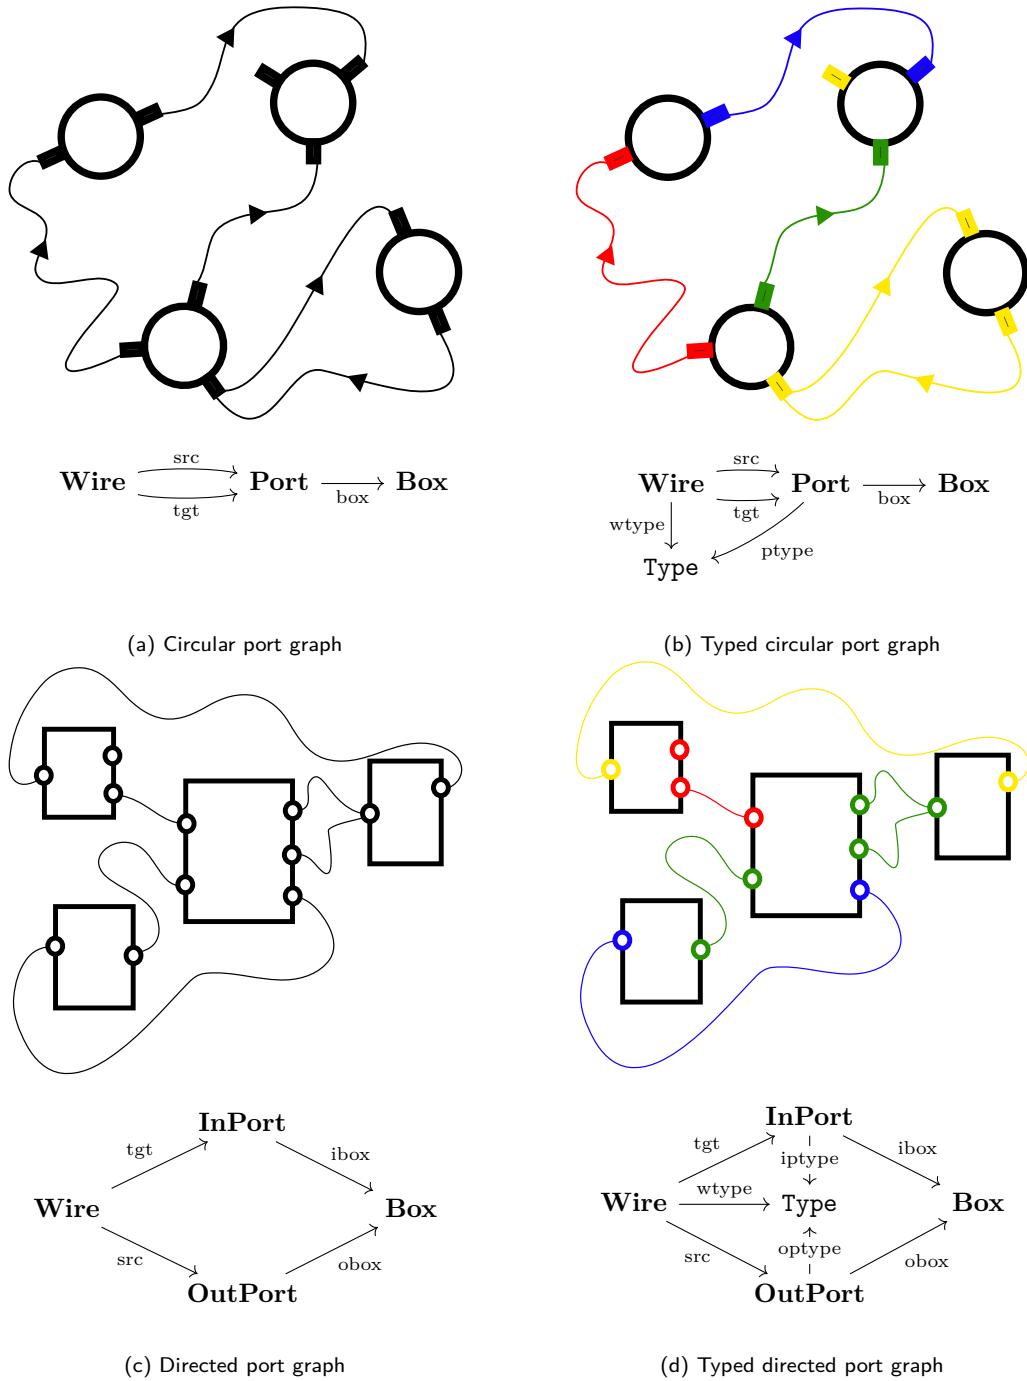 src
Wire Port Box
box
tgt
src
Wire Port Box
box
tgt
wtype
ptype
Type
(a) Circular port graph
(b) Typed circular port graph
InPort
tgt
ibox
Wire
Box
src
obox
OutPort
InPort
tgt
iptype
ibox
wtype
Wire
Type
Box
optype
src
obox
OutPort
(c) Directed port graph
(d) Typed directed port graph